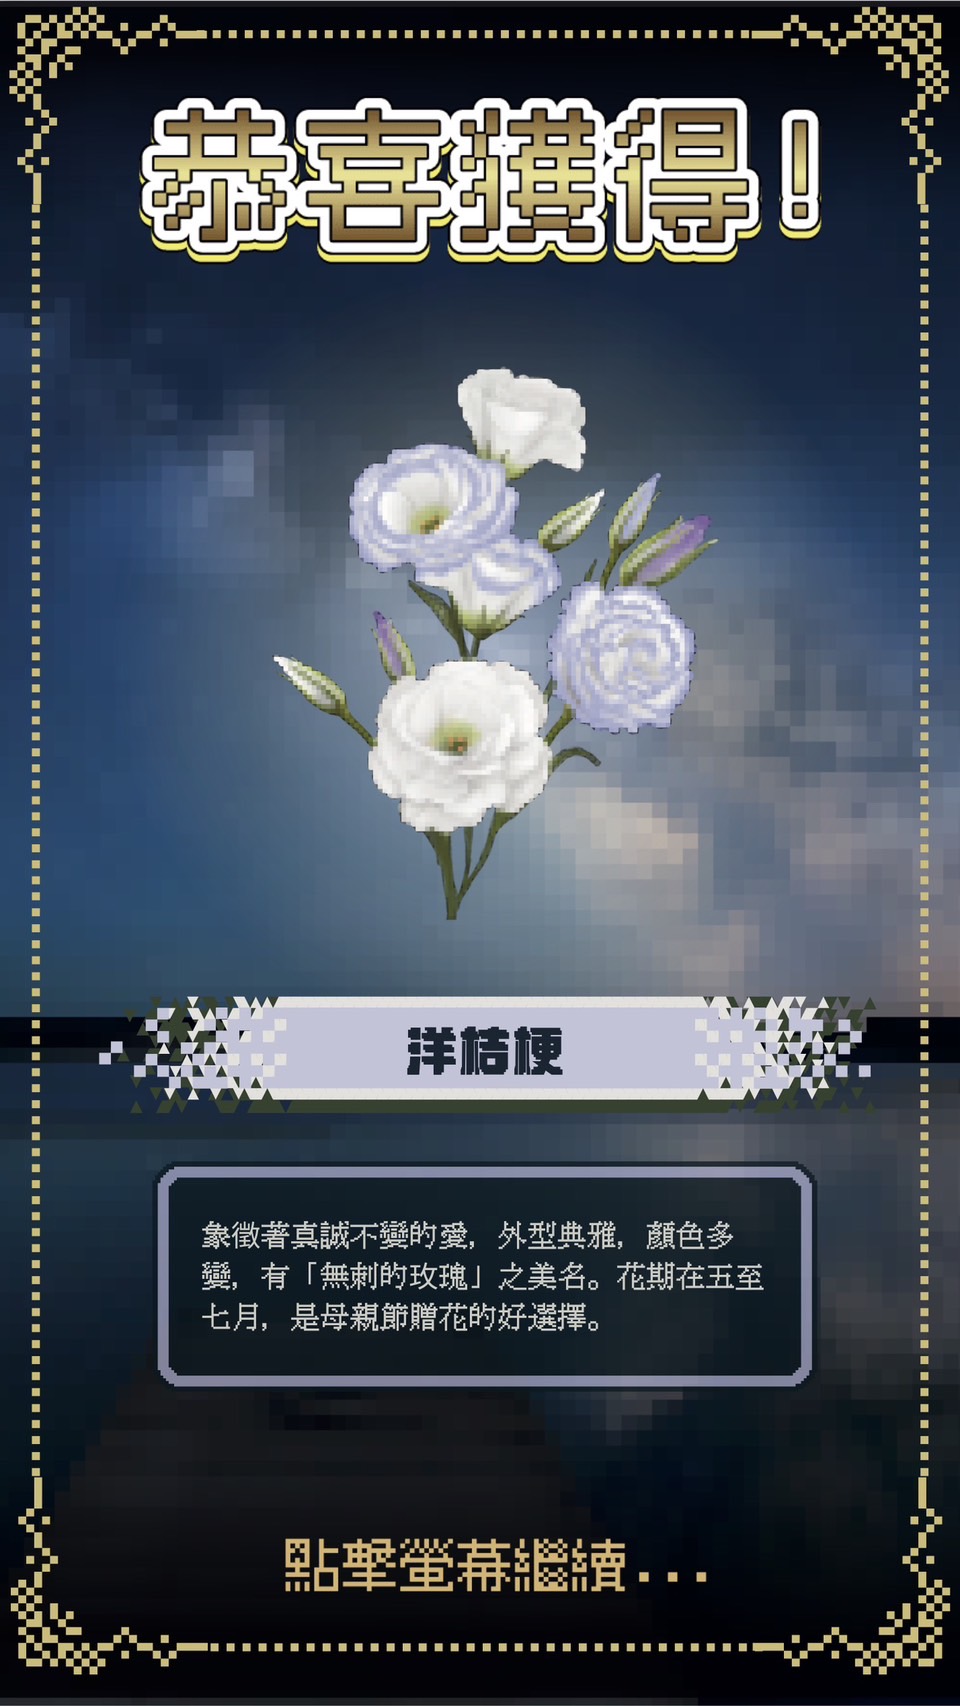 恭喜獲得！
洋桔梗
象徵著真誠不變的愛，外型典雅，顏色多
變，有「無刺的玫瑰」之美名。花期在五至
七月，是母親節贈花的好選擇。
點擊螢幕繼續...